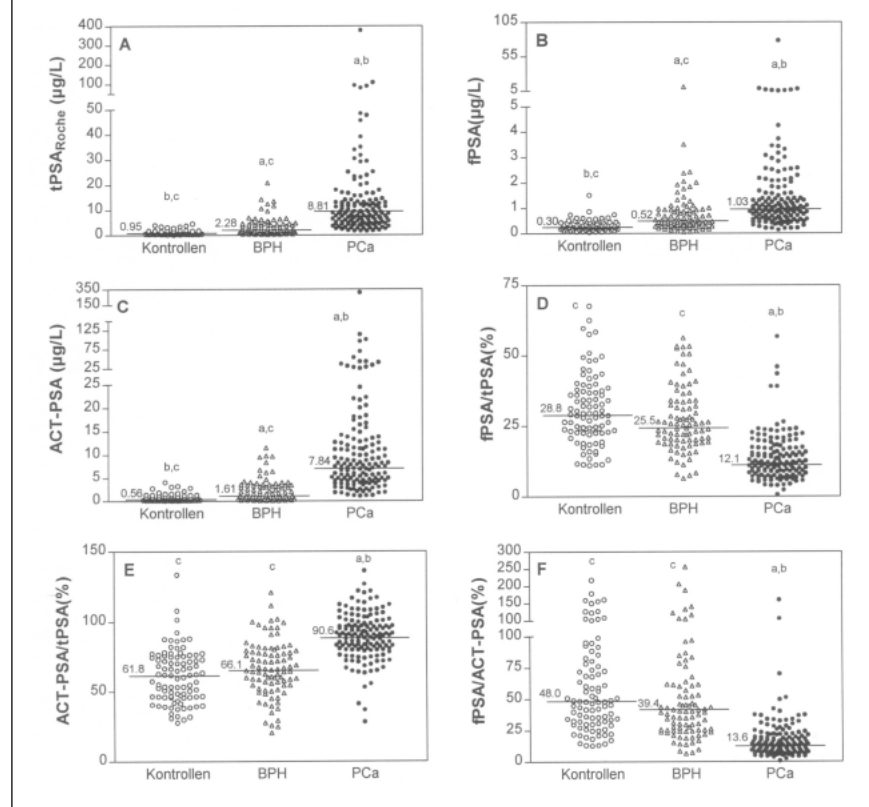 A
tPSARoche (µg/L)
400
300
200
100
50
40
30
20
10
0
b,c
a,c
a,b
0.95
2.28
8.81
Kontrollen BPH PCa
B
fPSA(µg/L)
105
55
5
5
4
3
2
1
0
b,c
a,c
a,b
0.30
0.52
1.03
Kontrollen BPH PCa
C
ACT-PSA (µg/L)
350
150
125
75
25
25
20
15
10
5
0
b,c
a,c
a,b
0.56
1.61
7.84
Kontrollen BPH PCa
D
fPSA/tPSA(%)
75
50
25
0
c
c
a,b
28.8
25.5
12.1
Kontrollen BPH PCa
E
ACT-PSA/tPSA(%)
150
100
50
0
c
c
a,b
61.8
66.1
90.6
Kontrollen BPH PCa
F
fPSA/ACT-PSA(%)
300
250
200
150
100
100
75
50
25
0
c
c
a,b
48.0
39.4
13.6
Kontrollen BPH PCa